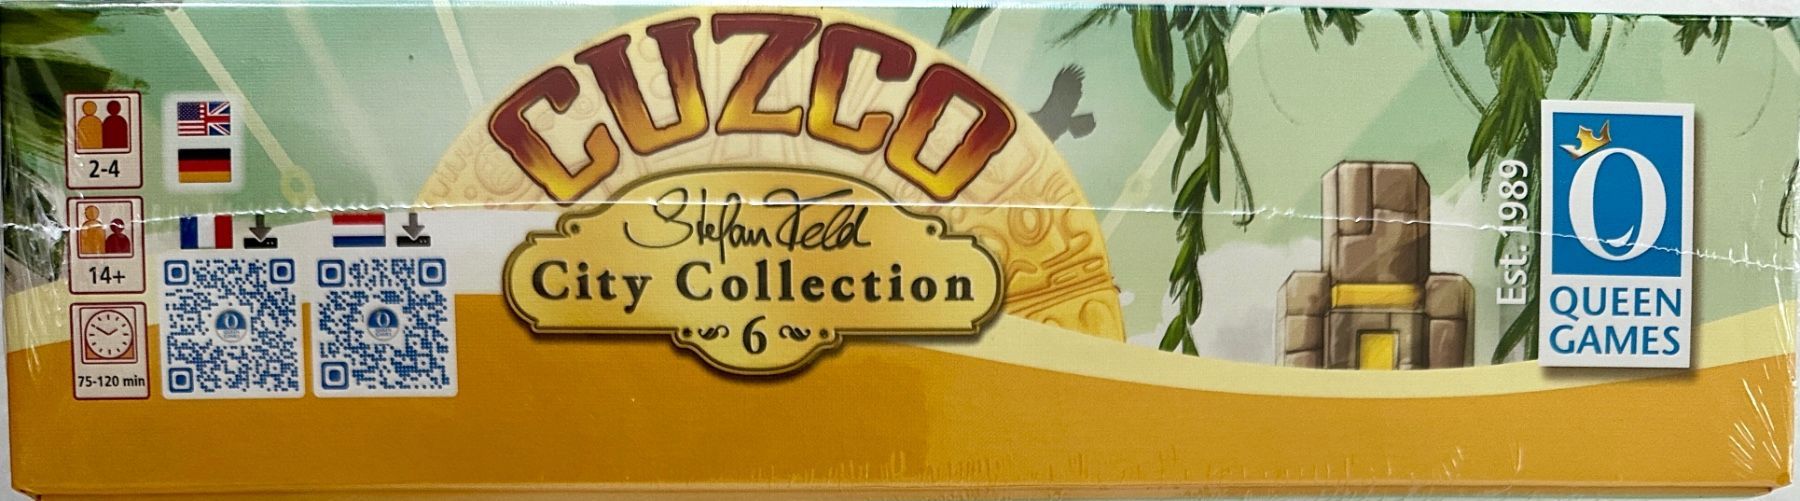 2-4
14+
75-120 min
CUZCO
Stefan Feld
City Collection
6
Est. 1989
QUEEN
GAMES